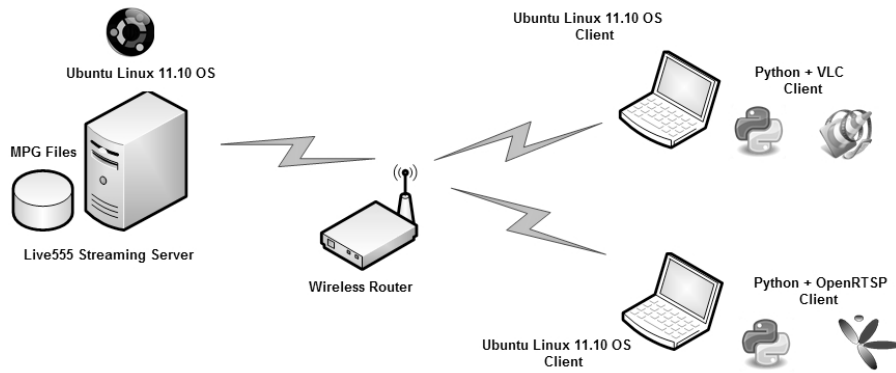 Ubuntu Linux 11.10 OS
MPG Files
Live555 Streaming Server
Wireless Router
Ubuntu Linux 11.10 OS
Client
Python + VLC
Client
Ubuntu Linux 11.10 OS
Client
Python + OpenRTSP
Client